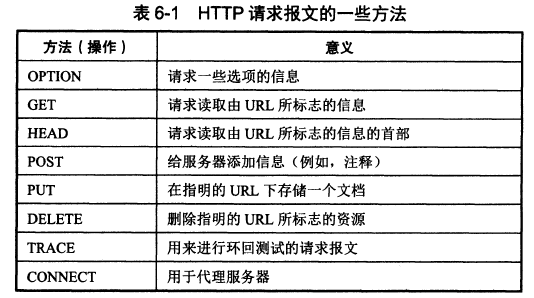 表 6-1 HTTP 请求报文的一些方法
方法（操作） 意义
OPTION 请求一些选项的信息
GET 请求读取由 URL 所标志的信息
HEAD 请求读取由 URL 所标志的信息的首部
POST 给服务器添加信息（例如，注释）
PUT 在指明的 URL 下存储一个文档
DELETE 删除指明的 URL 所标志的资源
TRACE 用来进行环回测试的请求报文
CONNECT 用于代理服务器